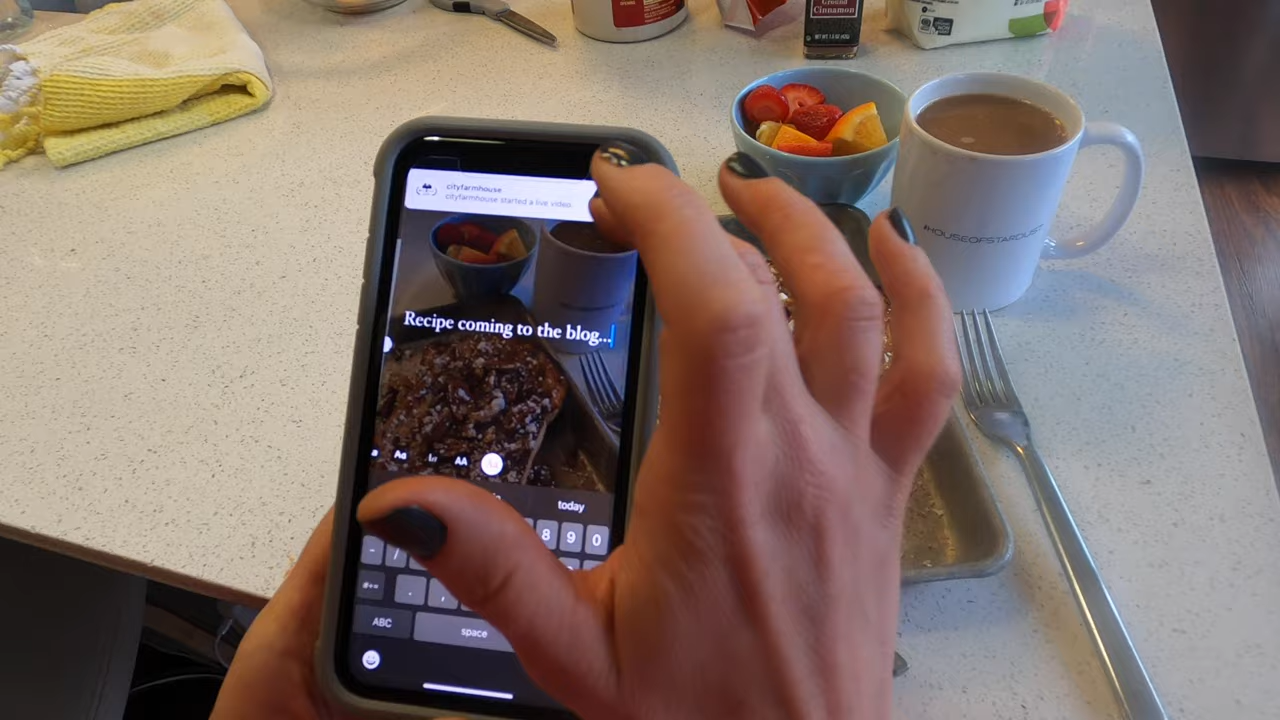 Ground
Cinnamon
#HOUSEOFSTARDUST
cityfarmhouse
cityfarmhouse started a live video.
Recipe coming to the blog...
Aa
AA
today
8 9 0
#+=
.
,
ABC
space